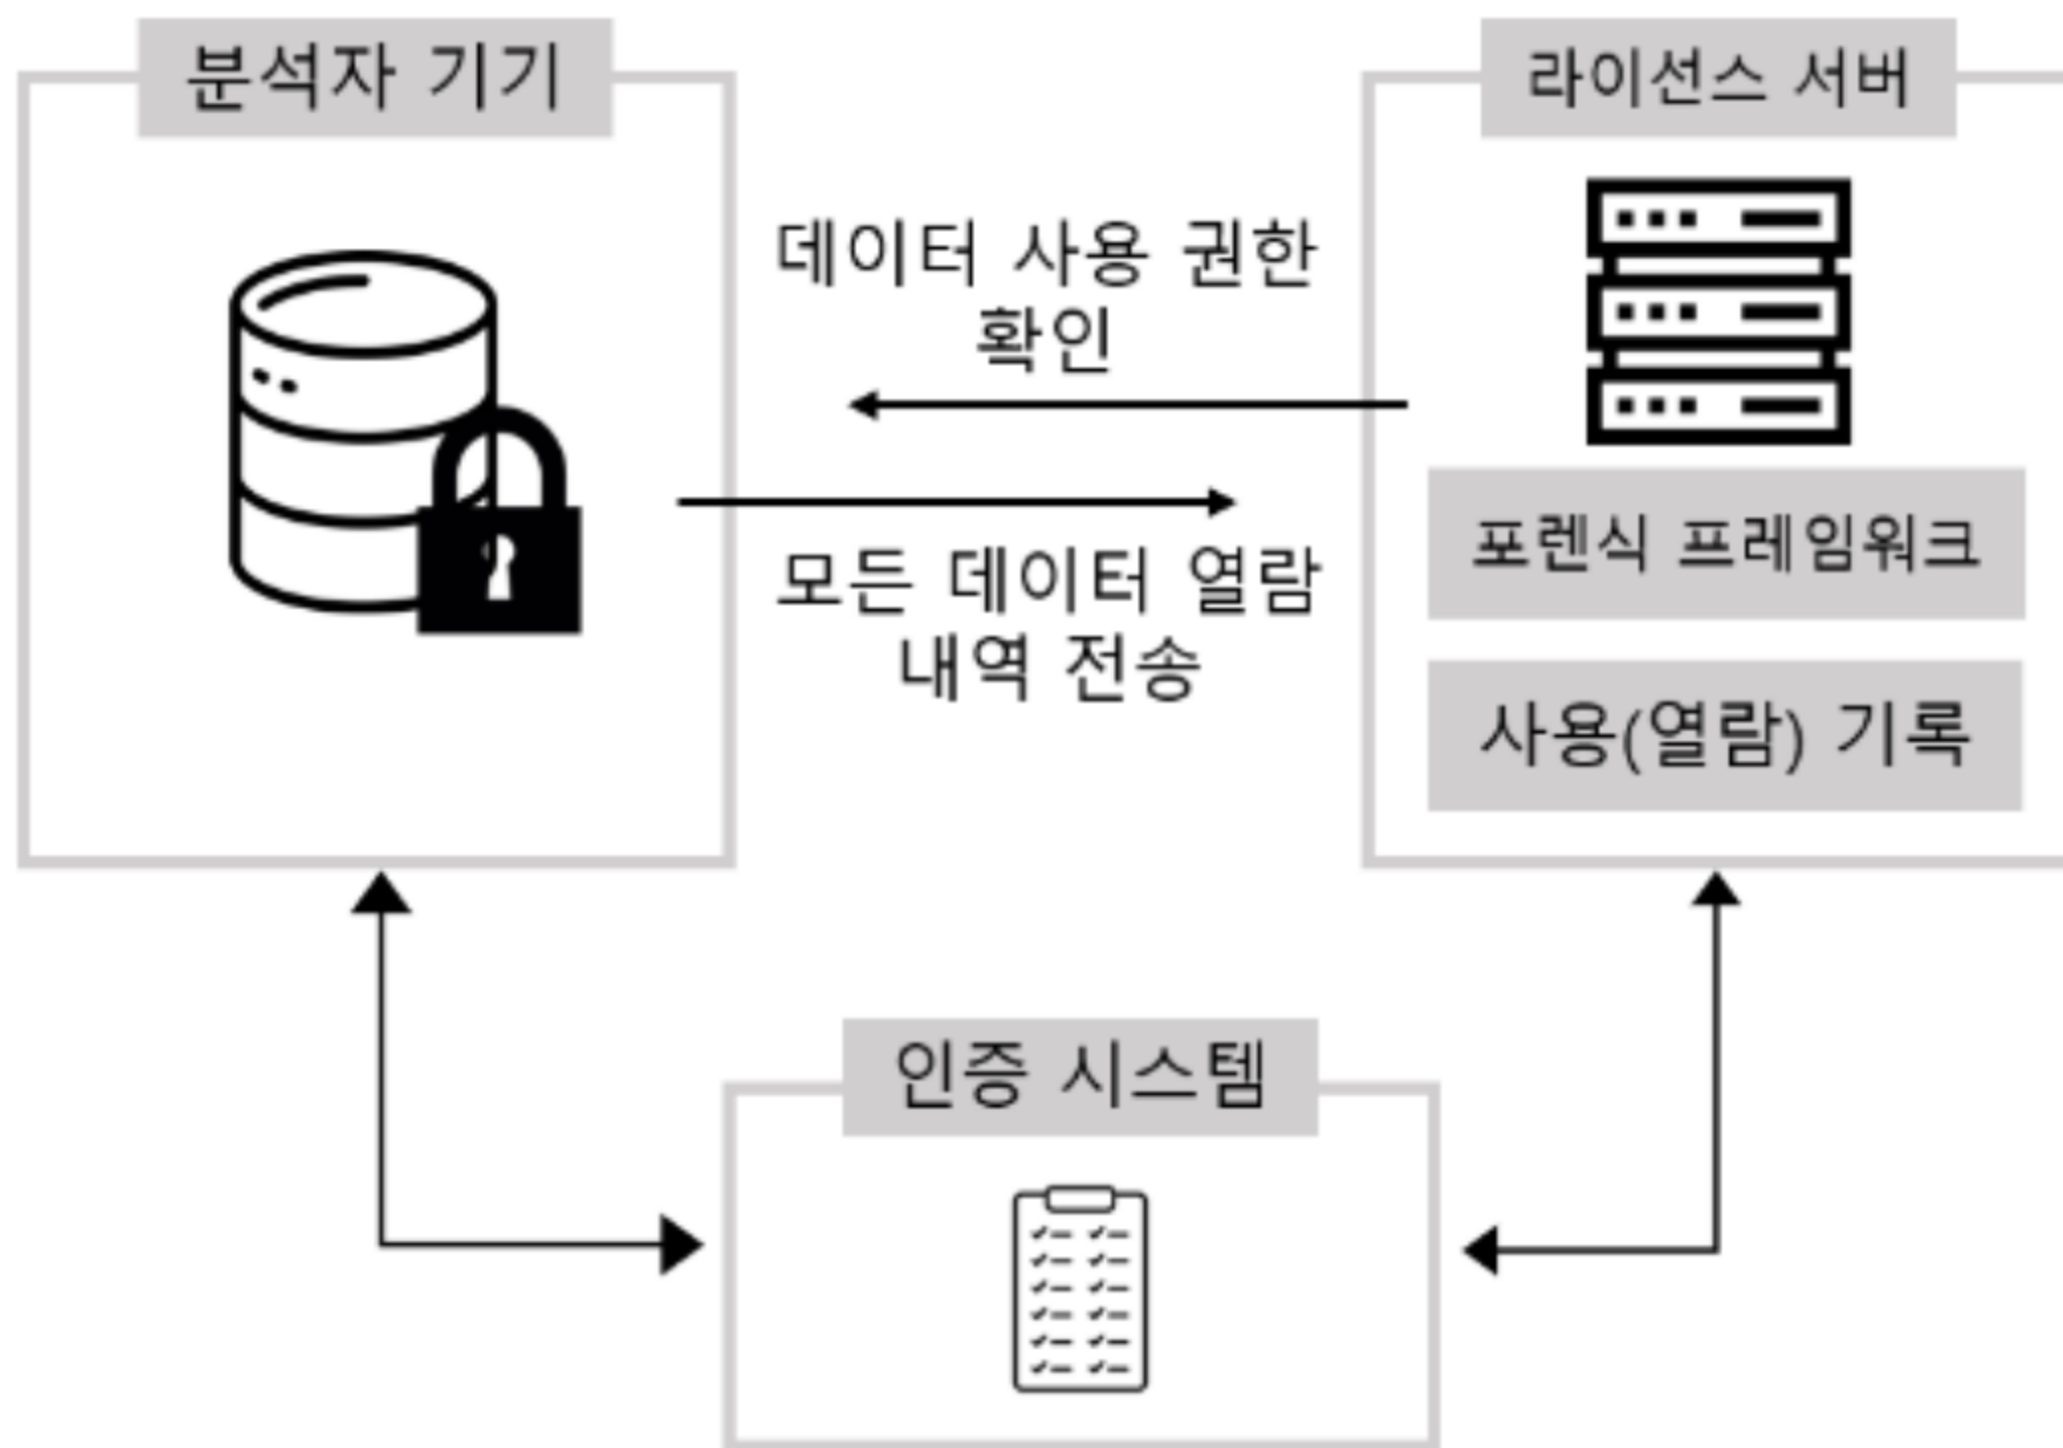 분석자 기기
라이선스 서버
데이터 사용 권한
확인
모든 데이터 열람
내역 전송
포렌식 프레임워크
사용(열람) 기록
인증 시스템